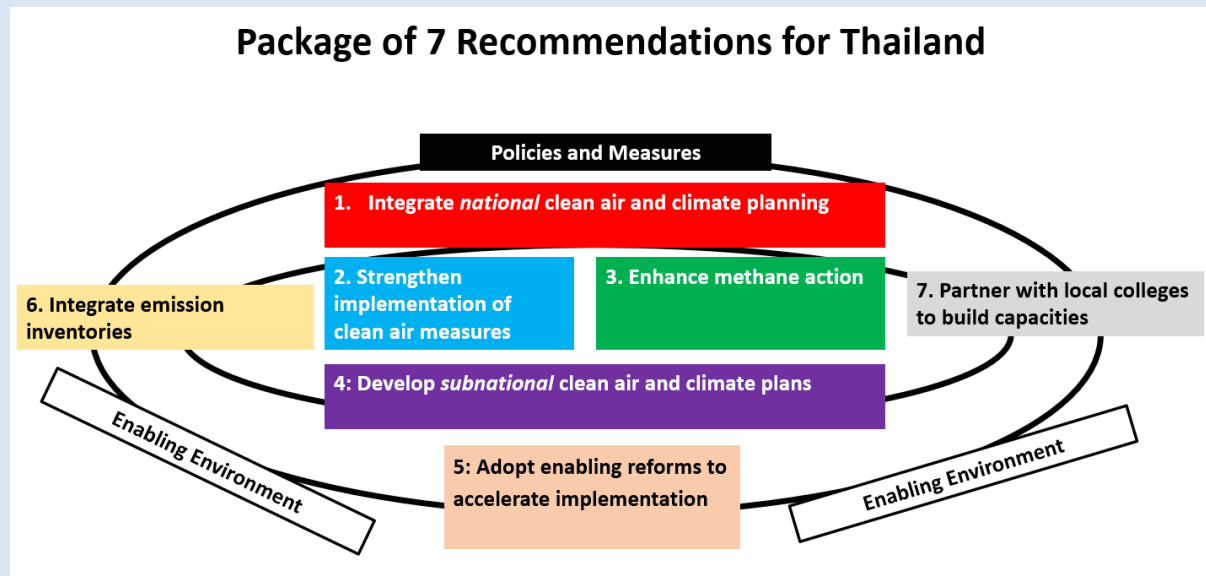 Package of 7 Recommendations for Thailand
Policies and Measures
1. Integrate national clean air and climate planning
2. Strengthen
implementation of
clean air measures
3. Enhance methane action
6. Integrate emission
inventories
7. Partner with local colleges
to build capacities
4: Develop subnational clean air and climate plans
Enabling Environment
5: Adopt enabling reforms to
accelerate implementation
Enabling Environment